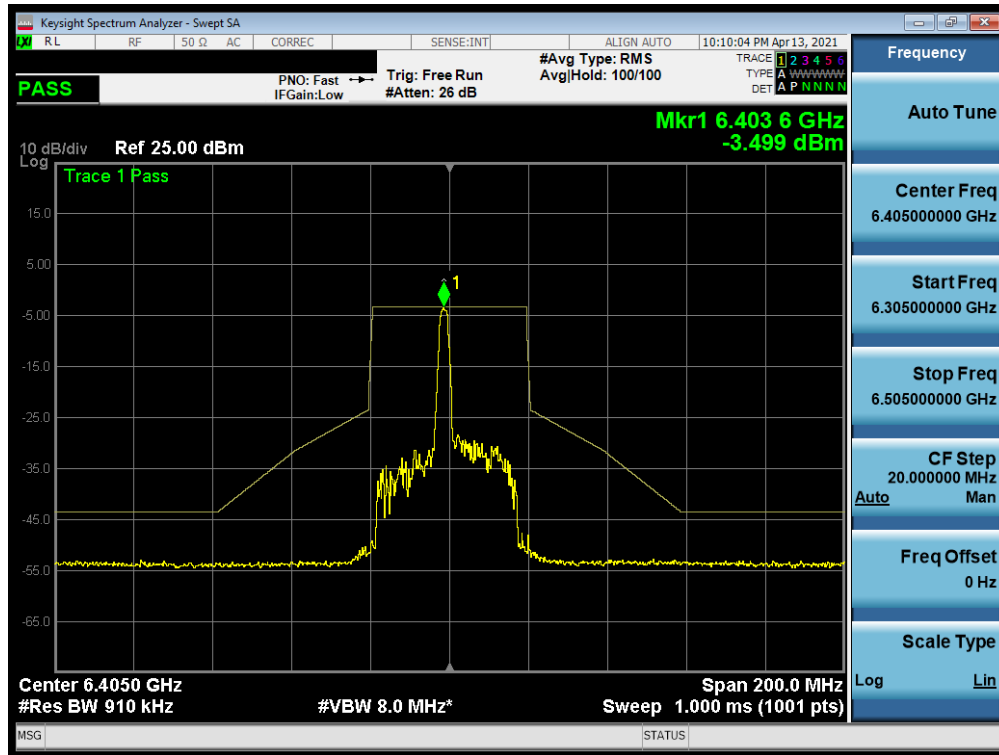 Keysight Spectrum Analyzer - Swept SA
LXI RL RF 50 Ω AC CORREC SENSE:INT ALIGN AUTO 10:10:04 PM Apr 13, 2021
PASS
PNO: Fast
IFGain:Low
Trig: Free Run
#Atten: 26 dB
#Avg Type: RMS
Avg|Hold: 100/100
TRACE 1 2 3 4 5 6
TYPE A WWWWW
DET A P N N N N
Mkr1 6.403 6 GHz
-3.499 dBm
10 dB/div Ref 25.00 dBm
Log
Trace 1 Pass
1
15.0
5.00
-5.00
-15.0
-25.0
-35.0
-45.0
-55.0
-65.0
Center 6.4050 GHz Span 200.0 MHz
#Res BW 910 kHz #VBW 8.0 MHz* Sweep 1.000 ms (1001 pts)
MSG STATUS
Frequency
Auto Tune
Center Freq
6.405000000 GHz
Start Freq
6.305000000 GHz
Stop Freq
6.505000000 GHz
CF Step
20.000000 MHz
Auto Man
Freq Offset
0 Hz
Scale Type
Log Lin